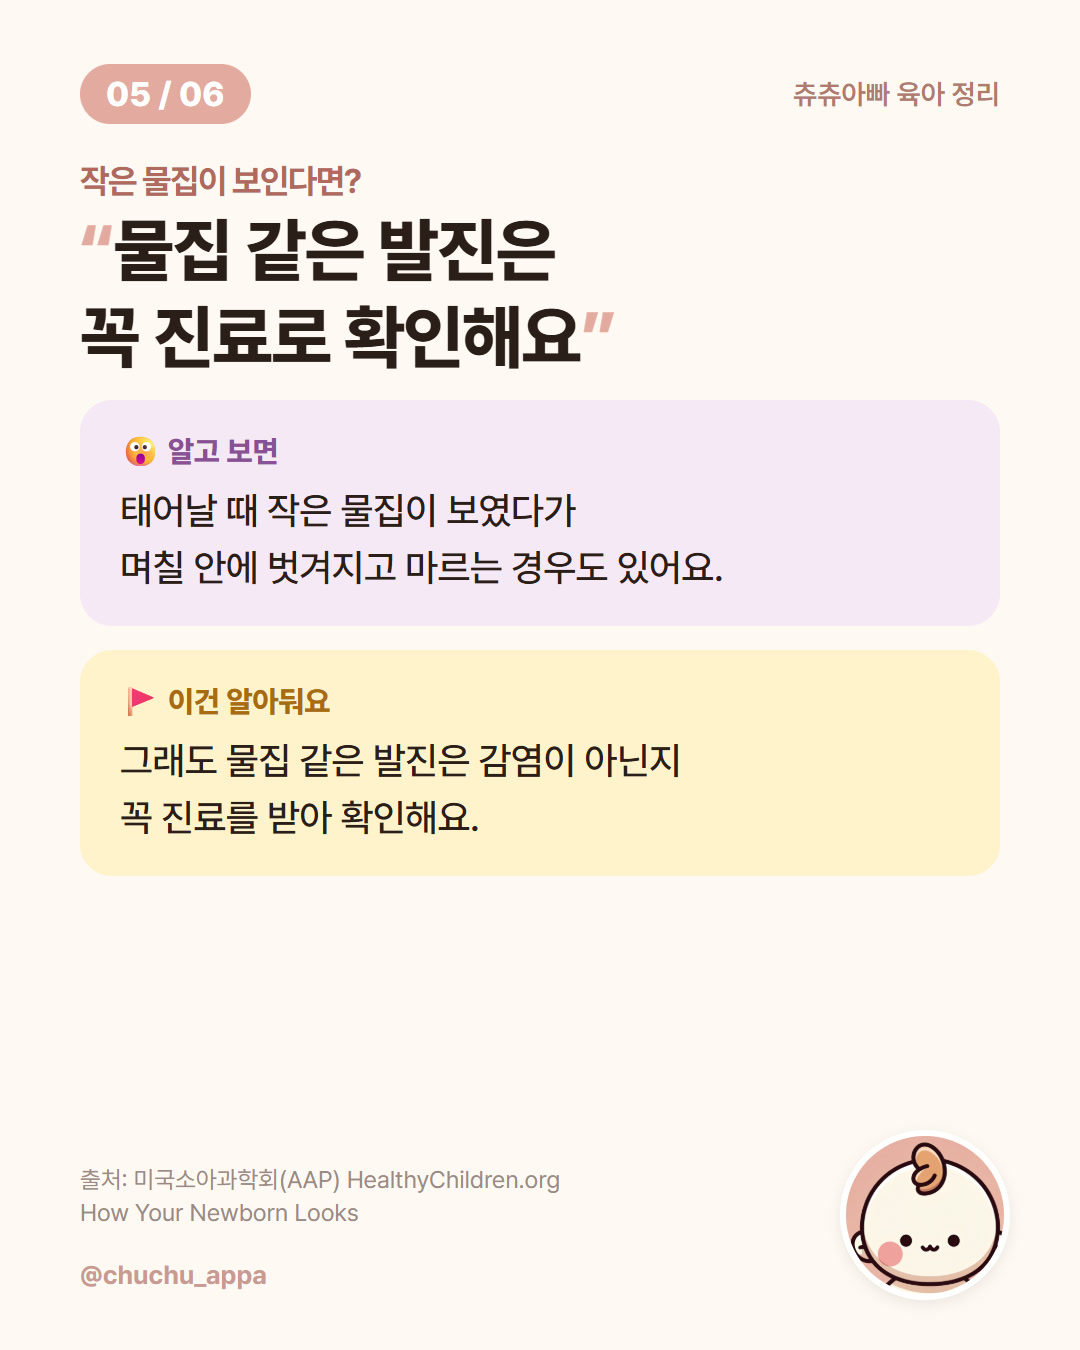 05 / 06
츄츄아빠 육아 정리
작은 물집이 보인다면?
“물집 같은 발진은
꼭 진료로 확인해요”
😲 알고 보면
태어날 때 작은 물집이 보였다가
며칠 안에 벗겨지고 마르는 경우도 있어요.
🚩 이건 알아둬요
그래도 물집 같은 발진은 감염이 아닌지
꼭 진료를 받아 확인해요.
출처: 미국소아과학회(AAP) HealthyChildren.org
How Your Newborn Looks
@chuchu_appa